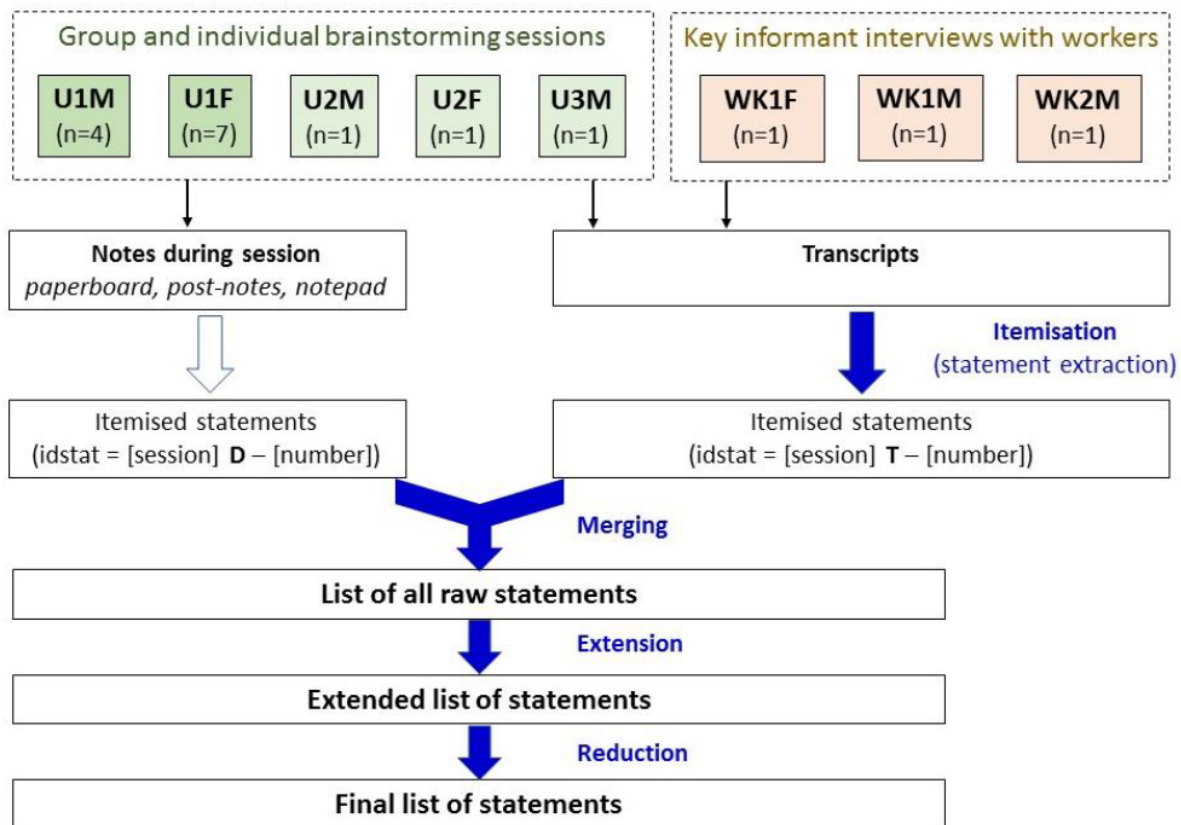 Group and individual brainstorming sessions
U1M
(n=4)
U1F
(n=7)
U2M
(n=1)
U2F
(n=1)
U3M
(n=1)
Key informant interviews with workers
WK1F
(n=1)
WK1M
(n=1)
WK2M
(n=1)
Notes during session
paperboard, post-notes, notepad
Transcripts
Itemisation
(statement extraction)
Itemised statements
(idstat = [session] D – [number])
Itemised statements
(idstat = [session] T – [number])
Merging
List of all raw statements
Extension
Extended list of statements
Reduction
Final list of statements